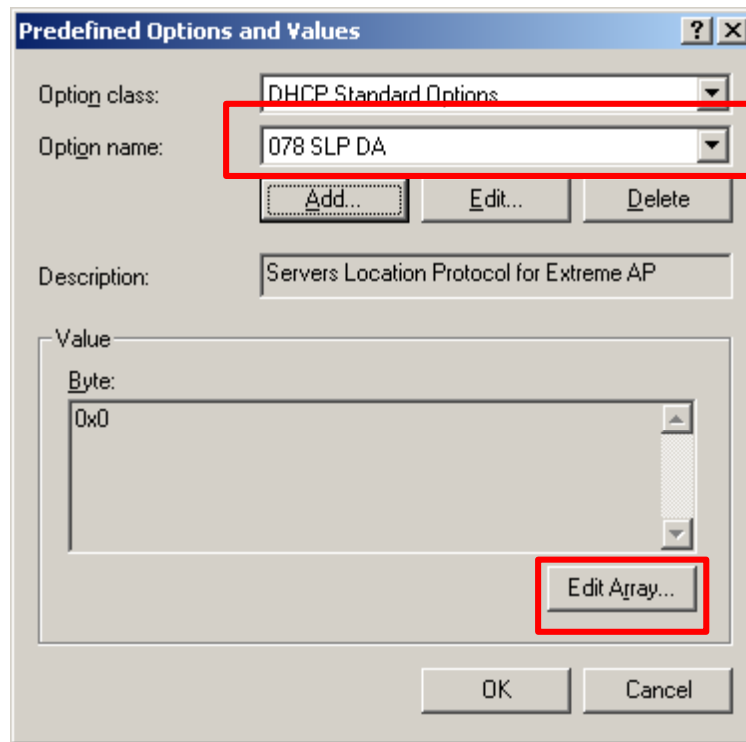 Predefined Options and Values
Option class: DHCP Standard Options
Option name: 078 SLP DA
Add... Edit... Delete
Description: Servers Location Protocol for Extreme AP
Value
Byte:
0x0
Edit Array...
OK Cancel